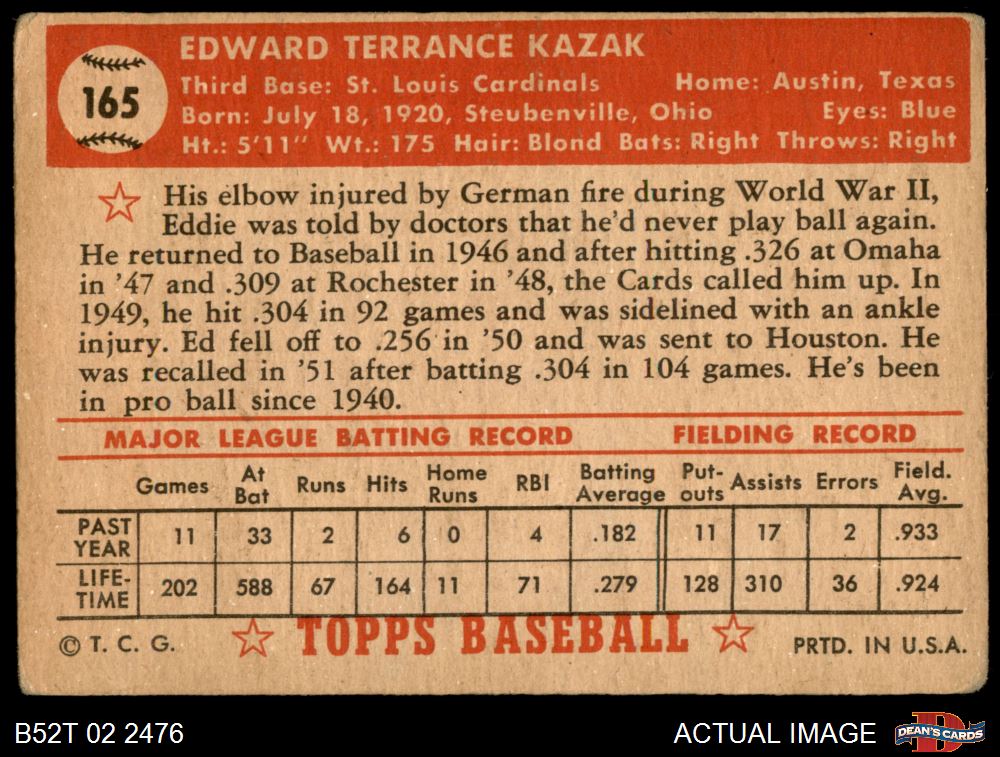 165
EDWARD TERRANCE KAZAK
Third Base: St. Louis Cardinals Home: Austin, Texas
Born: July 18, 1920, Steubenville, Ohio Eyes: Blue
Ht.: 5'11" Wt.: 175 Hair: Blond Bats: Right Throws: Right
His elbow injured by German fire during World War II,
Eddie was told by doctors that he'd never play ball again.
He returned to Baseball in 1946 and after hitting .326 at Omaha
in '47 and .309 at Rochester in '48, the Cards called him up. In
1949, he hit .304 in 92 games and was sidelined with an ankle
injury. Ed fell off to .256 in '50 and was sent to Houston. He
was recalled in '51 after batting .304 in 104 games. He's been
in pro ball since 1940.
MAJOR LEAGUE BATTING RECORD FIELDING RECORD
Games At Bat Runs Hits Home Runs RBI Batting Average Put-outs Assists Errors Field. Avg.
PAST YEAR 11 33 2 6 0 4 .182 11 17 2 .933
LIFE-TIME 202 588 67 164 11 71 .279 128 310 36 .924
© T. C. G. TOPPS BASEBALL PRTD. IN U.S.A.
B52T 02 2476 ACTUAL IMAGE DEAN'S CARDS